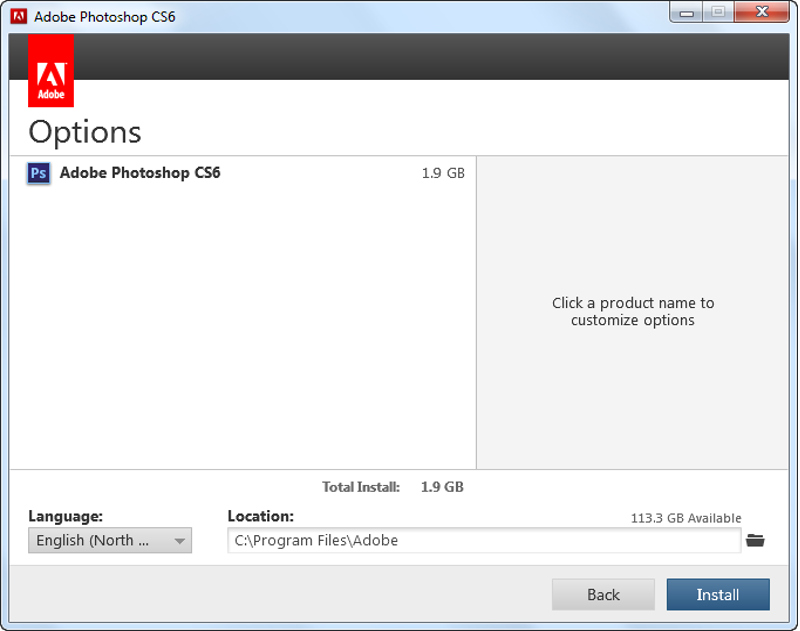 Adobe Photoshop CS6
Adobe
Options
Ps Adobe Photoshop CS6 1.9 GB
Click a product name to
customize options
Total Install: 1.9 GB
Language: Location: 113.3 GB Available
English (North ... C:\Program Files\Adobe
Back Install